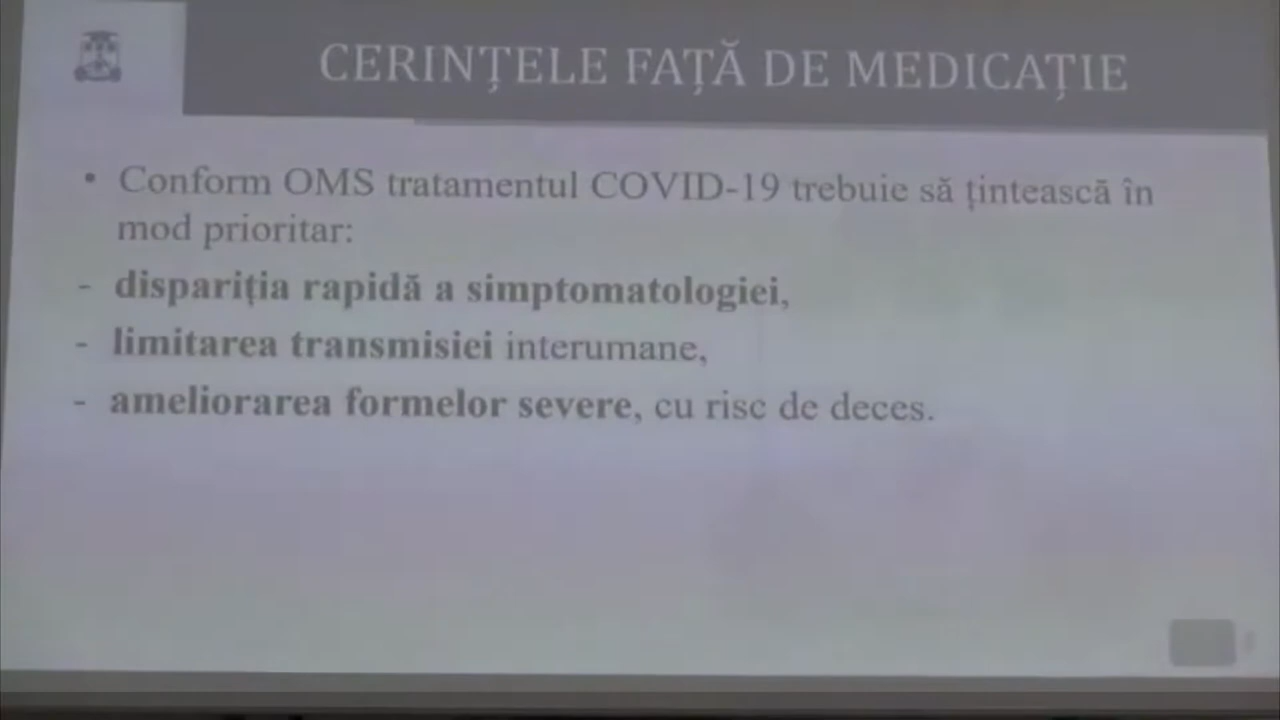 CERINȚELE FAȚĂ DE MEDICAȚIE
• Conform OMS tratamentul COVID-19 trebuie să țintească în
mod prioritar:
- dispariția rapidă a simptomatologiei,
- limitarea transmisiei interumane,
- ameliorarea formelor severe, cu risc de deces.